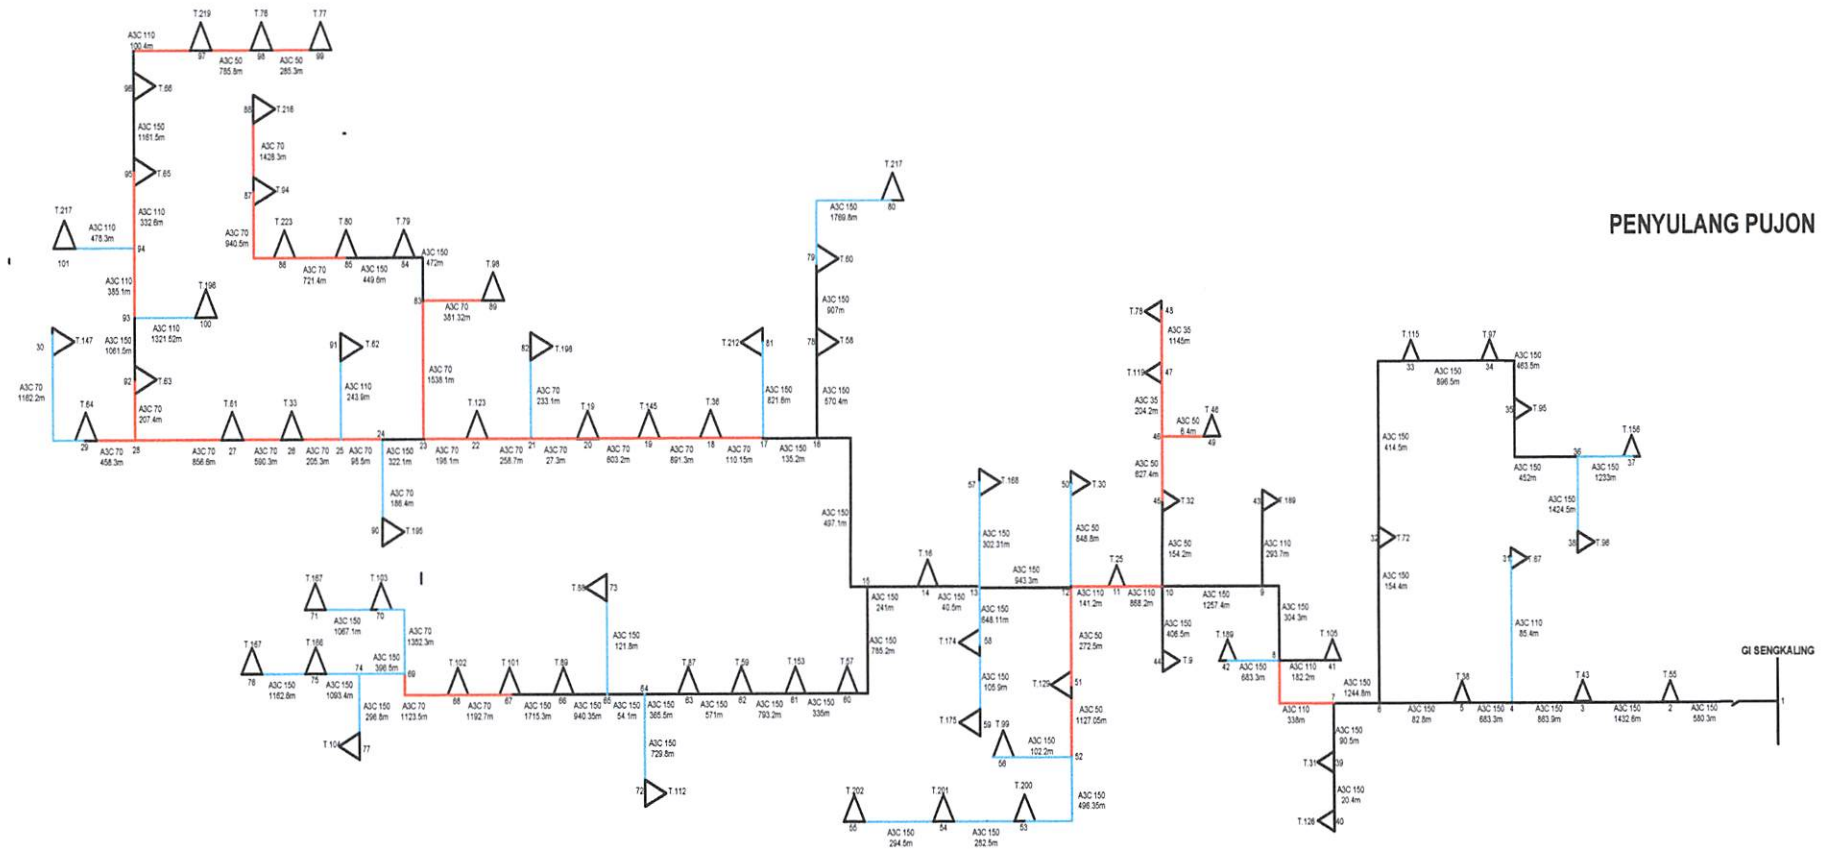 PENYULANG PUJON
GI SENGKALING
1
T.219
T.76
T.77
A3C 110
100.4m
97
98
99
A3C 50
785.8m
A3C 50
285.3m
96
T.66
A3C 150
1161.5m
95
T.65
A3C 110
332.6m
T.217
A3C 110
475.3m
101
94
A3C 110
385.1m
93
T.196
A3C 110
1321.52m
100
A3C 150
1061.5m
92
T.63
A3C 70
207.4m
88
T.216
A3C 70
1428.3m
87
T.94
A3C 70
940.5m
T.223
T.80
T.79
86
85
84
A3C 70
721.4m
A3C 150
449.6m
A3C 150
472m
83
T.98
A3C 70
381.32m
89
A3C 70
1538.1m
30
T.147
A3C 70
1182.2m
T.64
29
A3C 70
458.3m
28
A3C 70
856.6m
T.61
27
A3C 70
590.3m
T.33
26
A3C 70
205.3m
25
A3C 70
98.5m
24
A3C 150
322.1m
23
91
T.62
A3C 110
243.9m
A3C 70
186.4m
90
T.195
A3C 70
198.1m
T.123
22
A3C 70
258.7m
21
82
T.198
A3C 70
233.1m
A3C 70
27.3m
T.19
20
A3C 70
803.2m
T.145
19
A3C 70
891.3m
T.36
18
A3C 70
110.15m
17
T.212
81
A3C 150
821.6m
A3C 150
135.2m
16
T.217
A3C 150
1769.8m
80
79
T.60
A3C 150
907m
78
T.58
A3C 150
570.4m
A3C 150
497.1m
15
A3C 150
241m
T.16
14
A3C 150
40.5m
13
57
T.168
A3C 150
302.31m
A3C 150
943.3m
A3C 150
648.11m
T.174
58
A3C 150
105.9m
T.175
59
12
50
T.30
A3C 50
848.8m
A3C 110
141.2m
T.25
11
A3C 110
868.2m
10
A3C 50
272.5m
T.129
51
A3C 50
1127.05m
T.99
A3C 150
102.2m
56
52
A3C 150
496.35m
T.202
T.201
T.200
55
54
53
A3C 150
294.5m
A3C 150
282.5m
T.78
48
A3C 35
1145m
T.119
47
A3C 35
204.2m
46
A3C 50
6.4m
T.46
49
A3C 50
627.4m
45
T.32
A3C 50
154.2m
A3C 150
406.5m
44
T.9
A3C 150
1257.4m
43
T.189
A3C 110
293.7m
9
A3C 150
304.3m
T.189
T.105
8
42
A3C 150
683.3m
A3C 110
182.2m
41
A3C 110
338m
7
A3C 150
90.5m
T.31
39
A3C 150
20.4m
T.126
40
A3C 150
1244.8m
6
A3C 150
82.8m
T.38
5
A3C 150
683.3m
4
A3C 150
883.9m
T.43
3
A3C 150
1432.6m
T.55
2
A3C 150
580.3m
31
T.67
A3C 110
85.4m
T.115
T.97
33
34
A3C 150
896.5m
A3C 150
463.5m
A3C 150
414.5m
35
T.95
32
T.72
A3C 150
154.4m
A3C 150
452m
36
A3C 150
1233m
T.156
37
A3C 150
1424.5m
38
T.96
T.167
T.103
71
70
A3C 150
1067.1m
A3C 70
1382.3m
T.167
T.166
74
A3C 150
396.5m
76
75
A3C 150
1162.8m
A3C 150
1093.4m
A3C 150
296.8m
77
69
A3C 70
1123.5m
T.102
68
A3C 70
1192.7m
T.101
67
A3C 150
1715.3m
T.89
66
A3C 150
940.35m
65
73
A3C 150
121.8m
A3C 150
54.1m
64
A3C 150
365.5m
A3C 150
729.8m
72
T.112
T.87
63
A3C 150
571m
T.59
62
A3C 150
793.2m
T.153
61
A3C 150
335m
T.57
60
A3C 150
785.2m